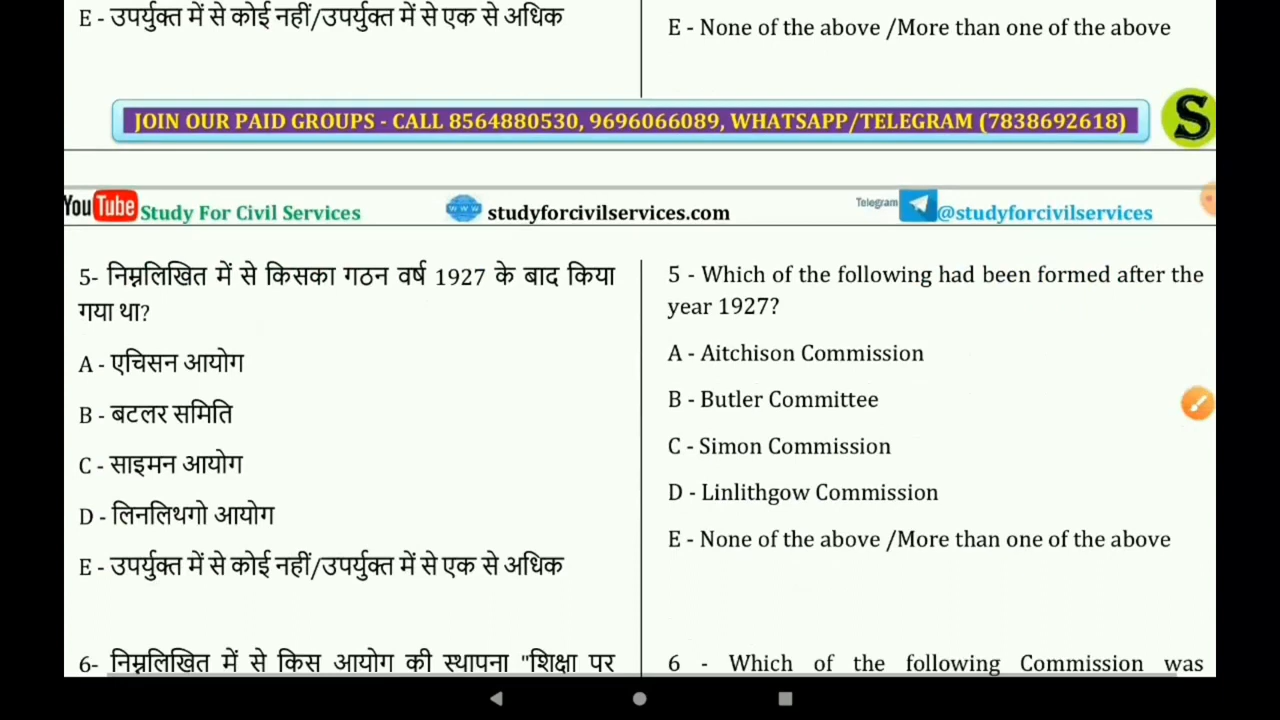 E - उपर्युक्त में से कोई नहीं/उपर्युक्त में से एक से अधिक
E - None of the above /More than one of the above
JOIN OUR PAID GROUPS - CALL 8564880530, 9696066089, WHATSAPP/TELEGRAM (7838692618)
S
YouTube Study For Civil Services
www studyforcivilservices.com
Telegram @studyforcivilservices
5- निम्नलिखित में से किसका गठन वर्ष 1927 के बाद किया
गया था?
A - एचिसन आयोग
B - बटलर समिति
C - साइमन आयोग
D - लिनलिथगो आयोग
E - उपर्युक्त में से कोई नहीं/उपर्युक्त में से एक से अधिक
6- निम्नलिखित में से किस आयोग की स्थापना "शिक्षा पर
5 - Which of the following had been formed after the
year 1927?
A - Aitchison Commission
B - Butler Committee
C - Simon Commission
D - Linlithgow Commission
E - None of the above /More than one of the above
6 - Which of the following Commission was